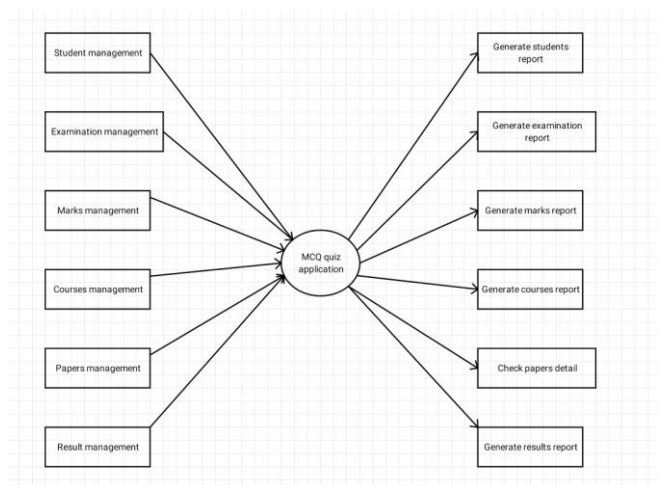 Student management
Examination management
Marks management
Courses management
Papers management
Result management
MCQ quiz
application
Generate students
report
Generate examination
report
Generate marks report
Generate courses report
Check papers detail
Generate results report